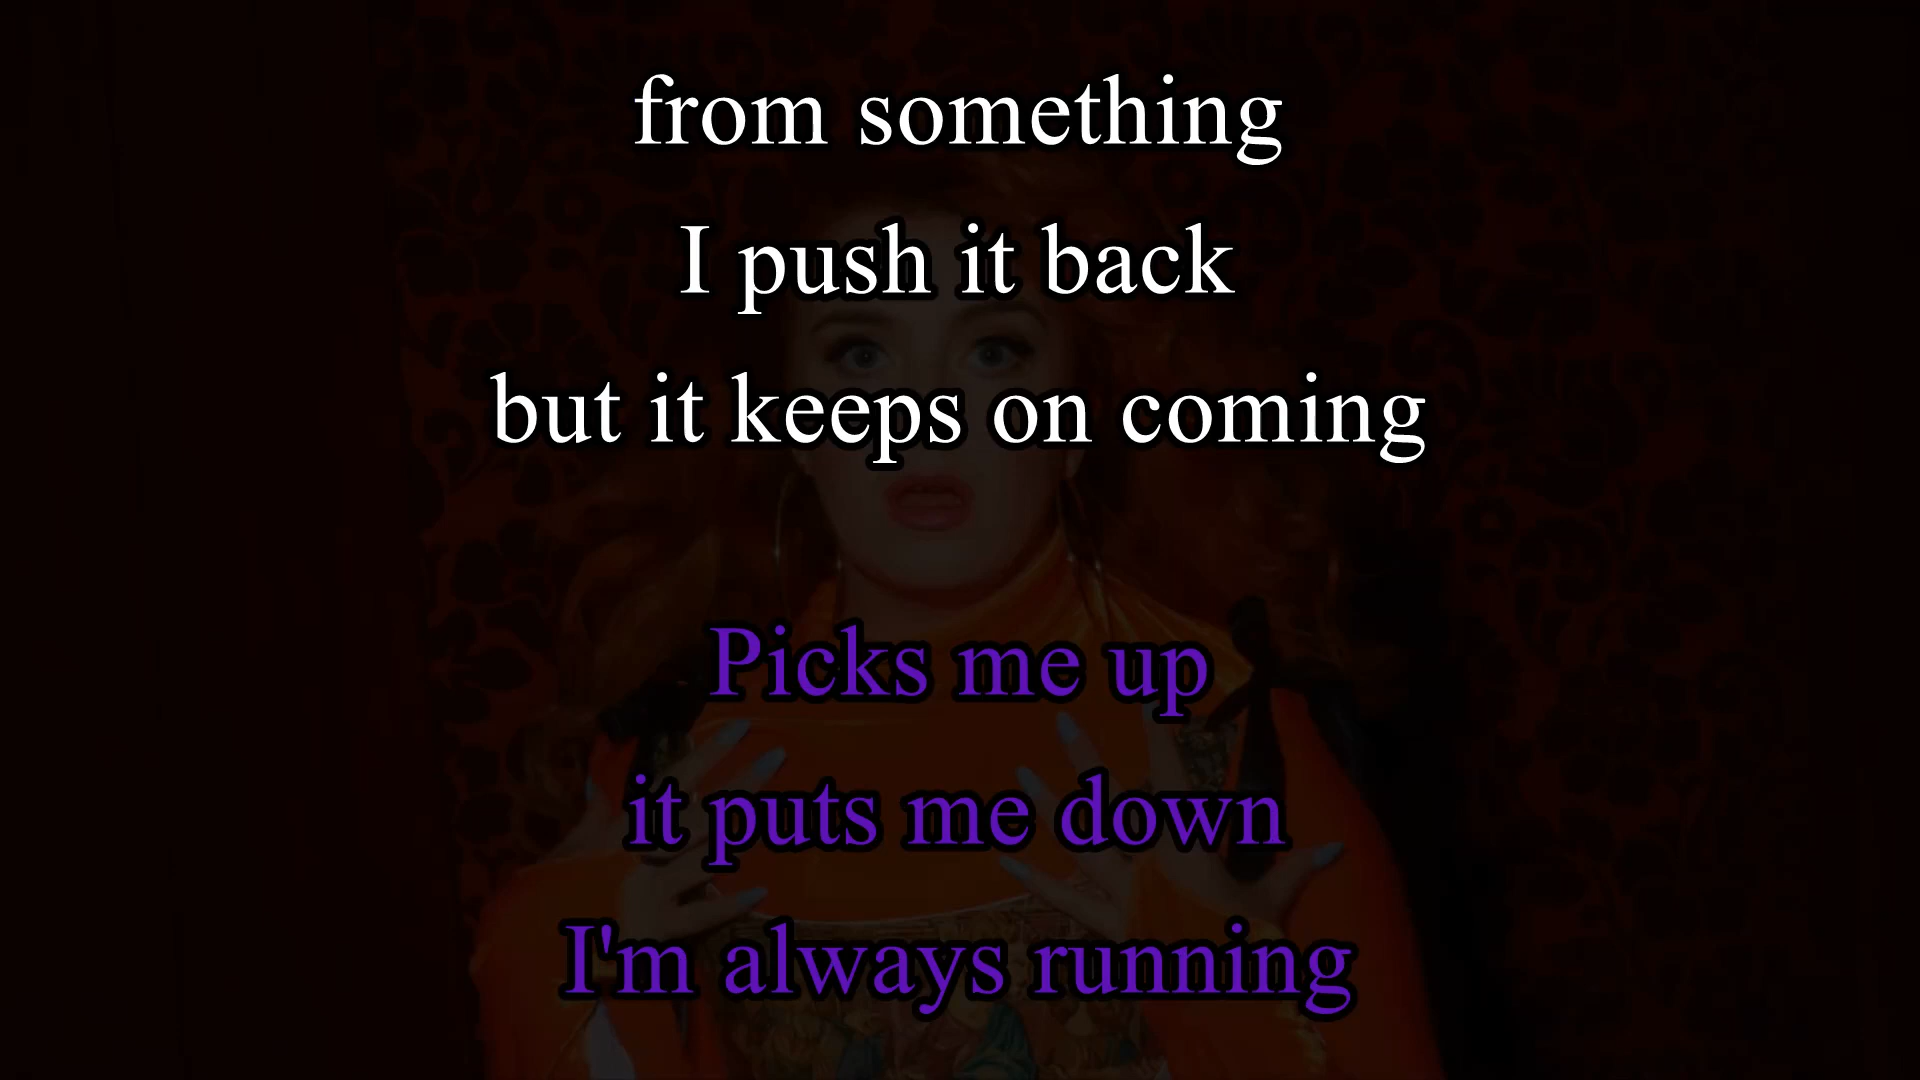 from something
I push it back
but it keeps on coming
Picks me up
it puts me down
I'm always running